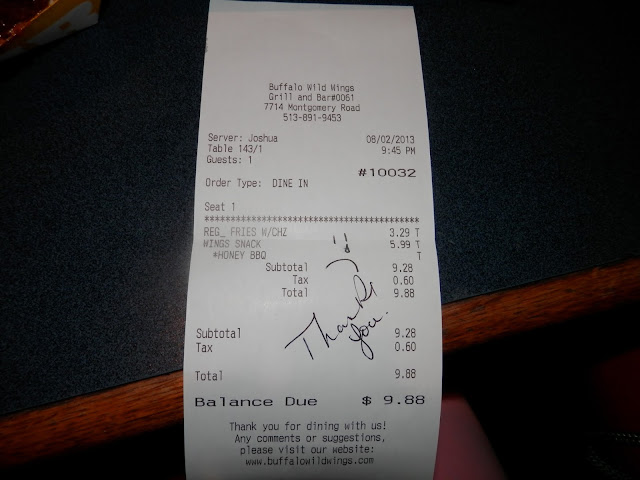 Buffalo Wild Wings
Grill and Bar#0061
7714 Montgomery Road
513-891-9453
Server: Joshua 08/02/2013
Table 143/1 9:45 PM
Guests: 1
#10032
Order Type: DINE IN
Seat 1
*******************************************
REG_ FRIES W/CHZ 3.29 T
WINGS SNACK 5.99 T
*HONEY BBQ T
Subtotal 9.28
Tax 0.60
Total 9.88
Thank
You.
Subtotal 9.28
Tax 0.60
Total 9.88
Balance Due $ 9.88
Thank you for dining with us!
Any comments or suggestions,
please visit our website:
www.buffalowildwings.com